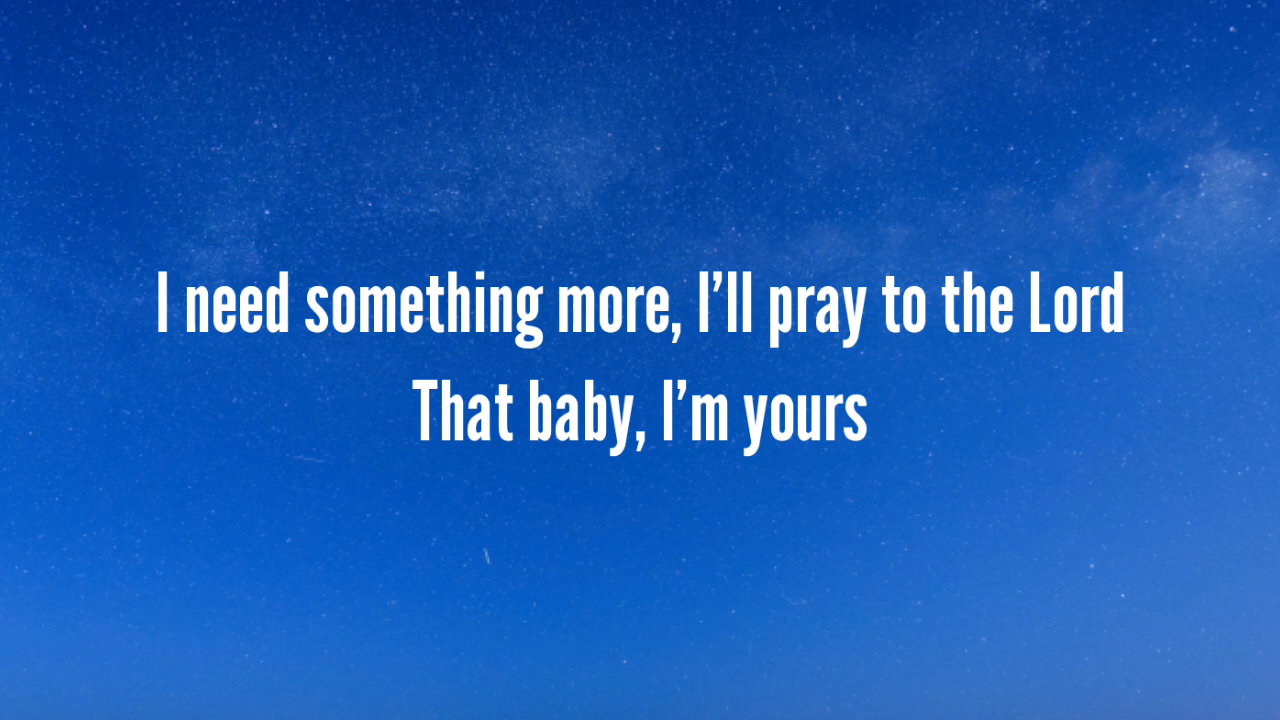 I need something more, I’ll pray to the Lord
That baby, I’m yours